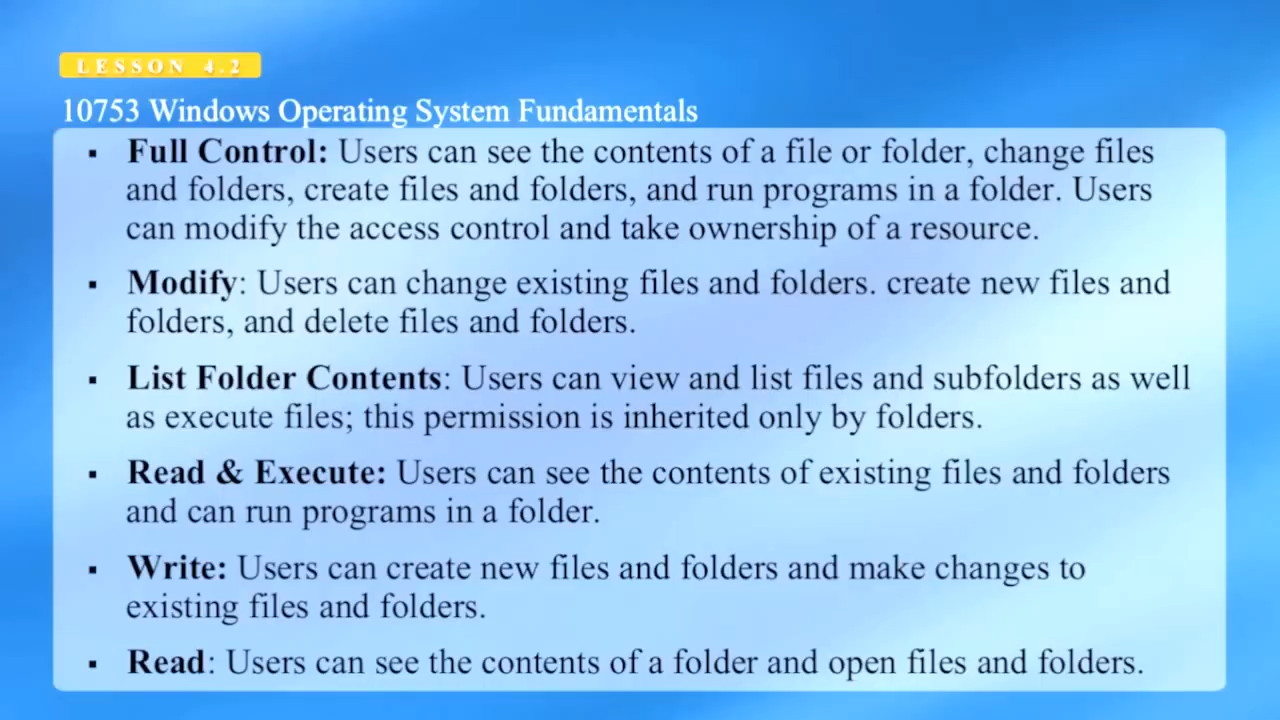 LESSON 4.2
10753 Windows Operating System Fundamentals
▪ Full Control: Users can see the contents of a file or folder, change files
and folders, create files and folders, and run programs in a folder. Users
can modify the access control and take ownership of a resource.
▪ Modify: Users can change existing files and folders. create new files and
folders, and delete files and folders.
▪ List Folder Contents: Users can view and list files and subfolders as well
as execute files; this permission is inherited only by folders.
▪ Read & Execute: Users can see the contents of existing files and folders
and can run programs in a folder.
▪ Write: Users can create new files and folders and make changes to
existing files and folders.
▪ Read: Users can see the contents of a folder and open files and folders.